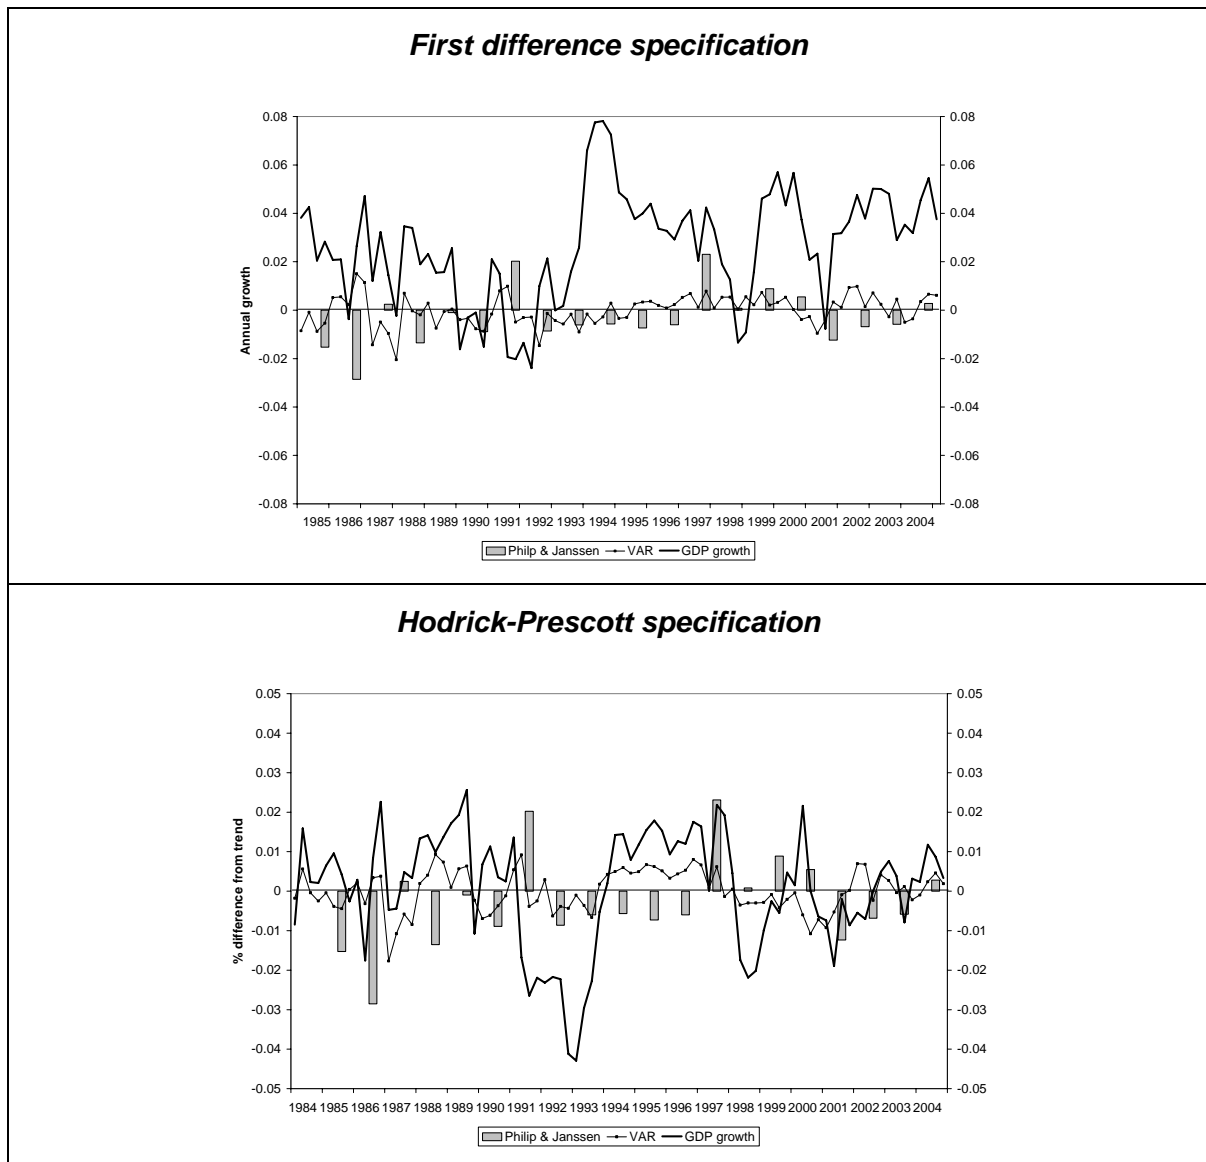 First difference specification
Annual growth
0.08 0.08
0.06 0.06
0.04 0.04
0.02 0.02
0 0
-0.02 -0.02
-0.04 -0.04
-0.06 -0.06
-0.08 -0.08
1985 1986 1987 1988 1989 1990 1991 1992 1993 1994 1995 1996 1997 1998 1999 2000 2001 2002 2003 2004
Philp & Janssen VAR GDP growth
Hodrick-Prescott specification
% difference from trend
0.05 0.05
0.04 0.04
0.03 0.03
0.02 0.02
0.01 0.01
0 0
-0.01 -0.01
-0.02 -0.02
-0.03 -0.03
-0.04 -0.04
-0.05 -0.05
1984 1985 1986 1987 1988 1989 1990 1991 1992 1993 1994 1995 1996 1997 1998 1999 2000 2001 2002 2003 2004
Philip & Janssen VAR GDP growth